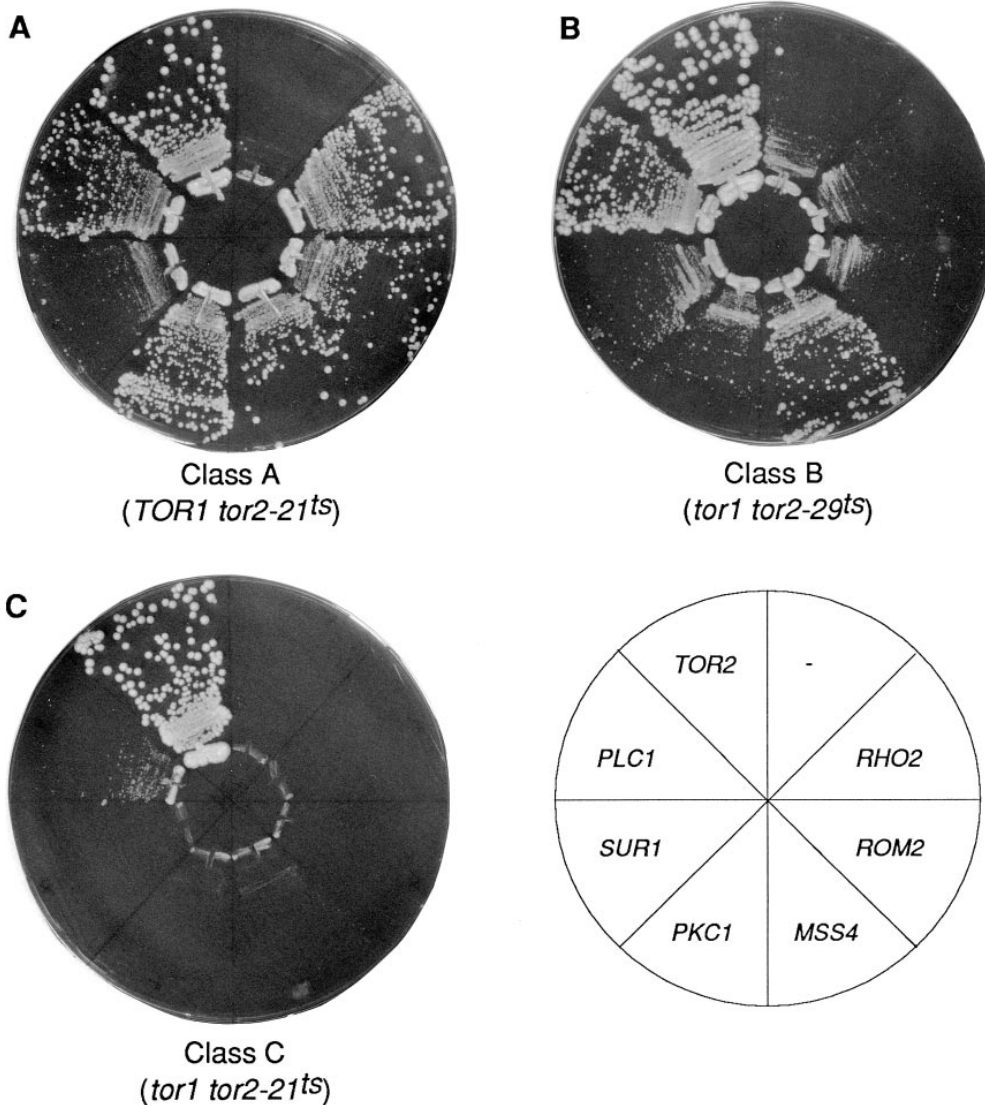 A
Class A
(TOR1 tor2-21ts)
B
Class B
(tor1 tor2-29ts)
C
Class C
(tor1 tor2-21ts)
TOR2
-
PLC1
RHO2
SUR1
ROM2
PKC1
MSS4